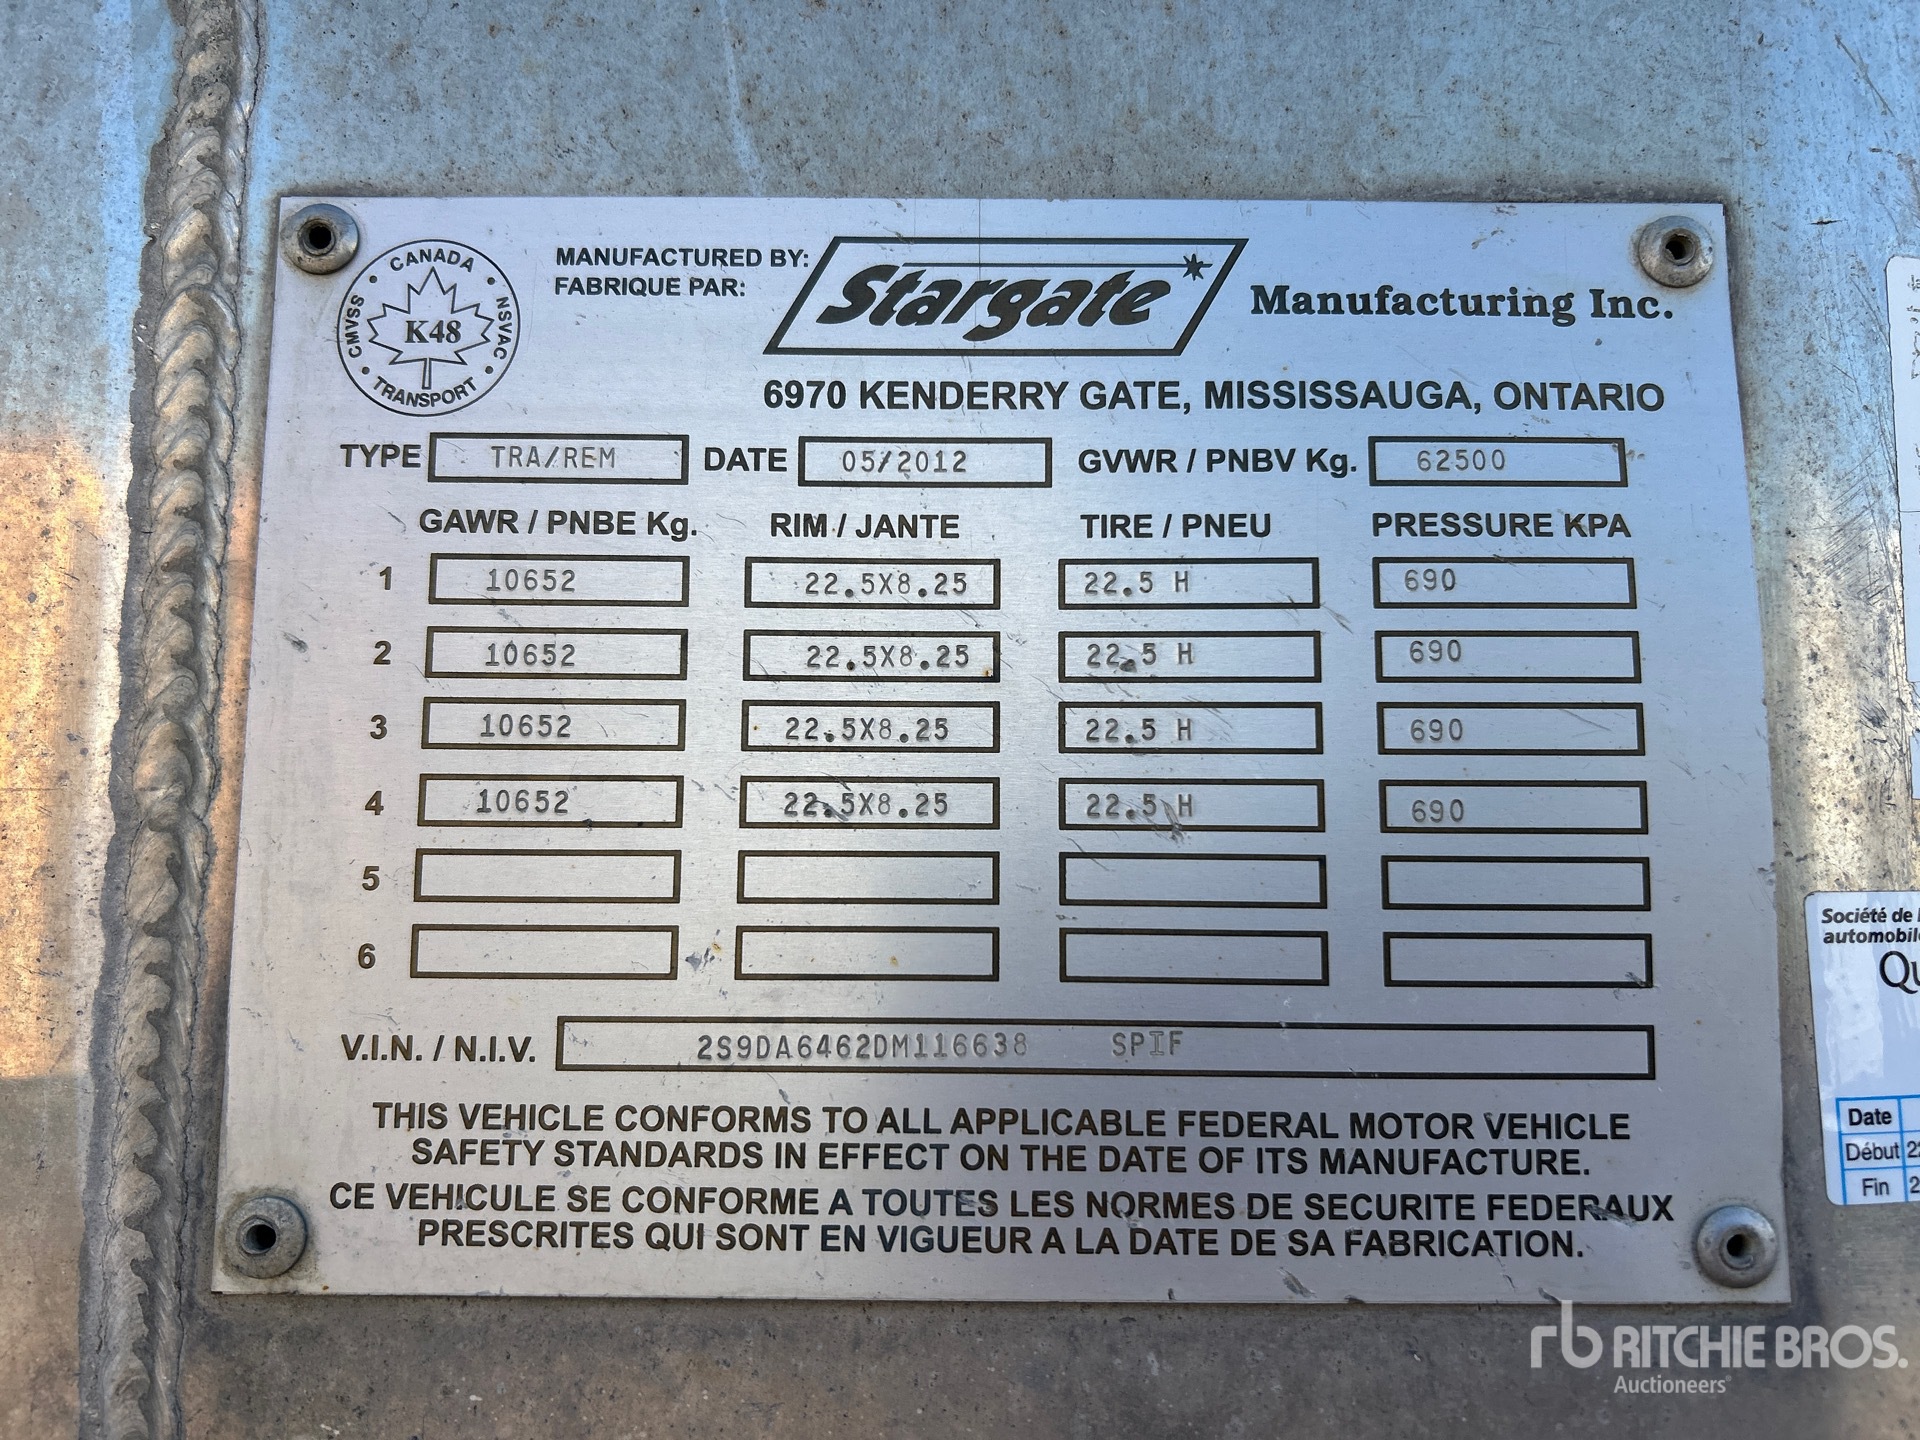 CANADA
CMVSS
NSVAC
K48
TRANSPORT
MANUFACTURED BY:
FABRIQUE PAR:
Stargate Manufacturing Inc.
6970 KENDERRY GATE, MISSISSAUGA, ONTARIO
TYPE TRA/REM DATE 05/2012 GVWR / PNBV Kg. 62500
GAWR / PNBE Kg. RIM / JANTE TIRE / PNEU PRESSURE KPA
1 10652 22.5X8.25 22.5 H 690
2 10652 22.5X8.25 22.5 H 690
3 10652 22.5X8.25 22.5 H 690
4 10652 22.5X8.25 22.5 H 690
5
6
V.I.N. / N.I.V. 2S9DA6462DM116638 SPIF
THIS VEHICLE CONFORMS TO ALL APPLICABLE FEDERAL MOTOR VEHICLE
SAFETY STANDARDS IN EFFECT ON THE DATE OF ITS MANUFACTURE.
CE VEHICULE SE CONFORME A TOUTES LES NORMES DE SECURITE FEDERAUX
PRESCRITES QUI SONT EN VIGUEUR A LA DATE DE SA FABRICATION.
Société de
automobile
Qu
Date
Début 22
Fin 2
rb RITCHIE BROS.
Auctioneers